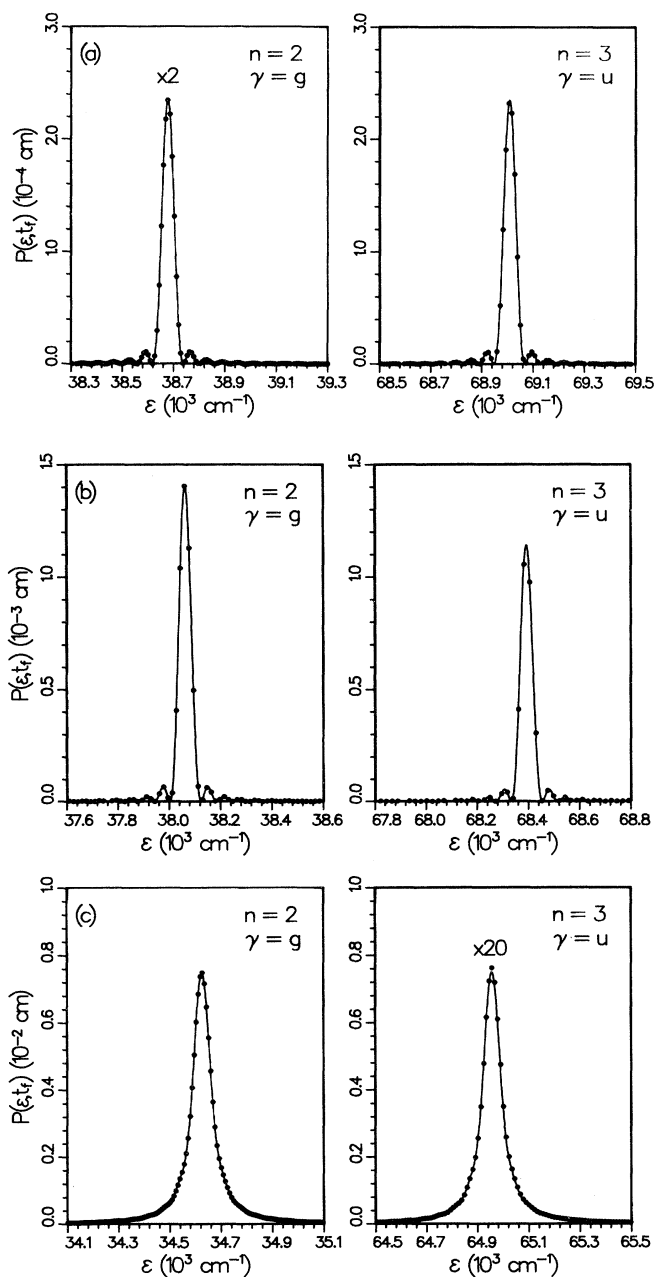 (a)
n = 2
γ = g
x2
3.0
2.0
1.0
0.0
P(ε,t_f) (10⁻⁴ cm)
38.3 38.5 38.7 38.9 39.1 39.3
ε (10³ cm⁻¹)
n = 3
γ = u
3.0
2.0
1.0
0.0
68.5 68.7 68.9 69.1 69.3 69.5
ε (10³ cm⁻¹)
(b)
n = 2
γ = g
1.5
1.0
0.5
0.0
P(ε,t_f) (10⁻³ cm)
37.6 37.8 38.0 38.2 38.4 38.6
ε (10³ cm⁻¹)
n = 3
γ = u
1.5
1.0
0.5
0.0
67.8 68.0 68.2 68.4 68.6 68.8
ε (10³ cm⁻¹)
(c)
n = 2
γ = g
1.0
0.8
0.6
0.4
0.2
0.0
P(ε,t_f) (10⁻² cm)
34.1 34.3 34.5 34.7 34.9 35.1
ε (10³ cm⁻¹)
n = 3
γ = u
x20
1.0
0.8
0.6
0.4
0.2
0.0
64.5 64.7 64.9 65.1 65.3 65.5
ε (10³ cm⁻¹)